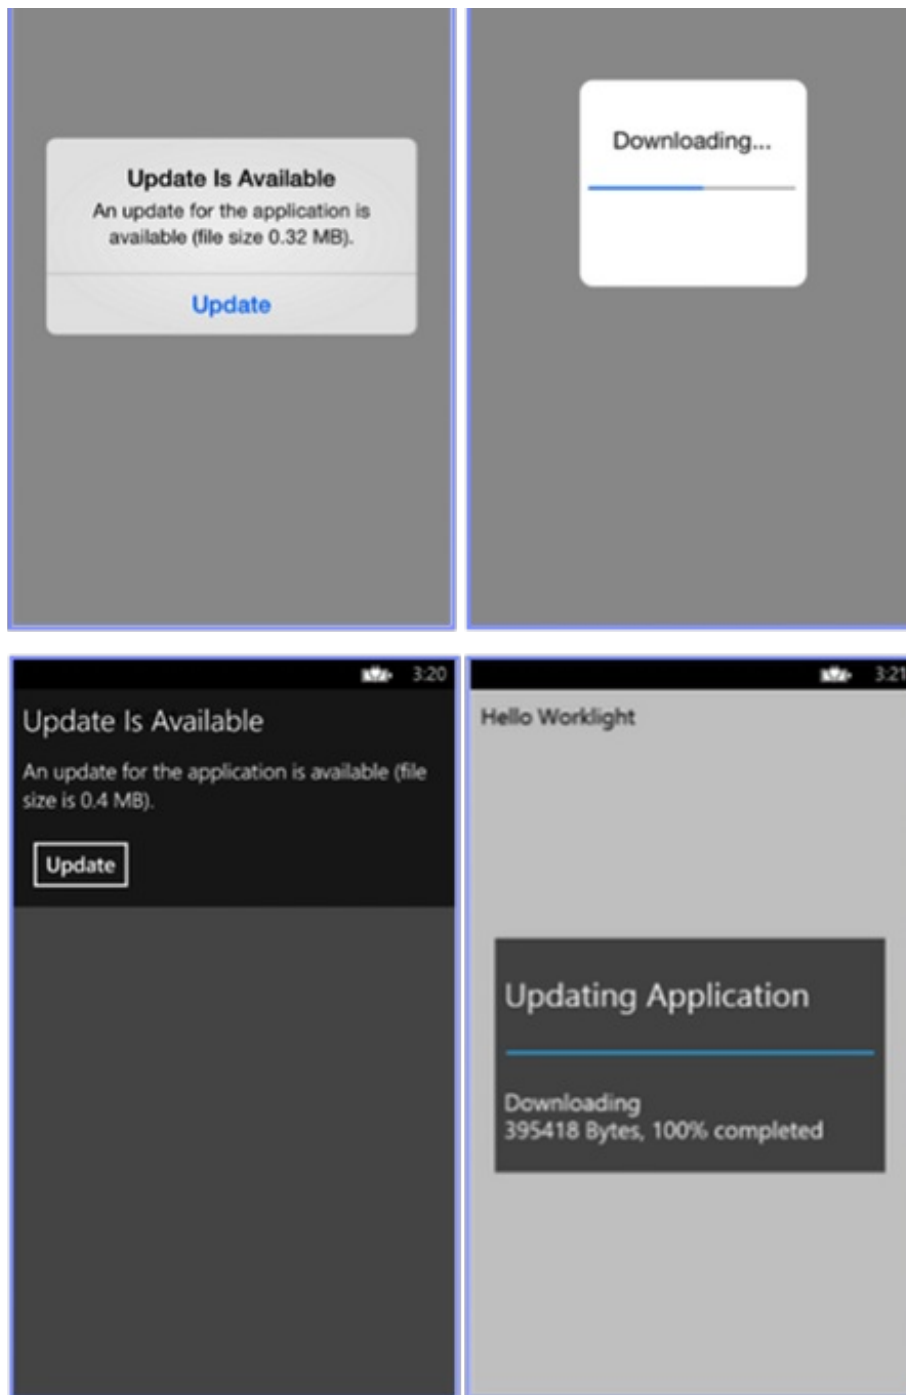 Update Is Available
An update for the application is
available (file size 0.32 MB).
Update
Downloading...
3:20
Update Is Available
An update for the application is available (file
size is 0.4 MB).
Update
3:21
Hello Worklight
Updating Application
Downloading
395418 Bytes, 100% completed